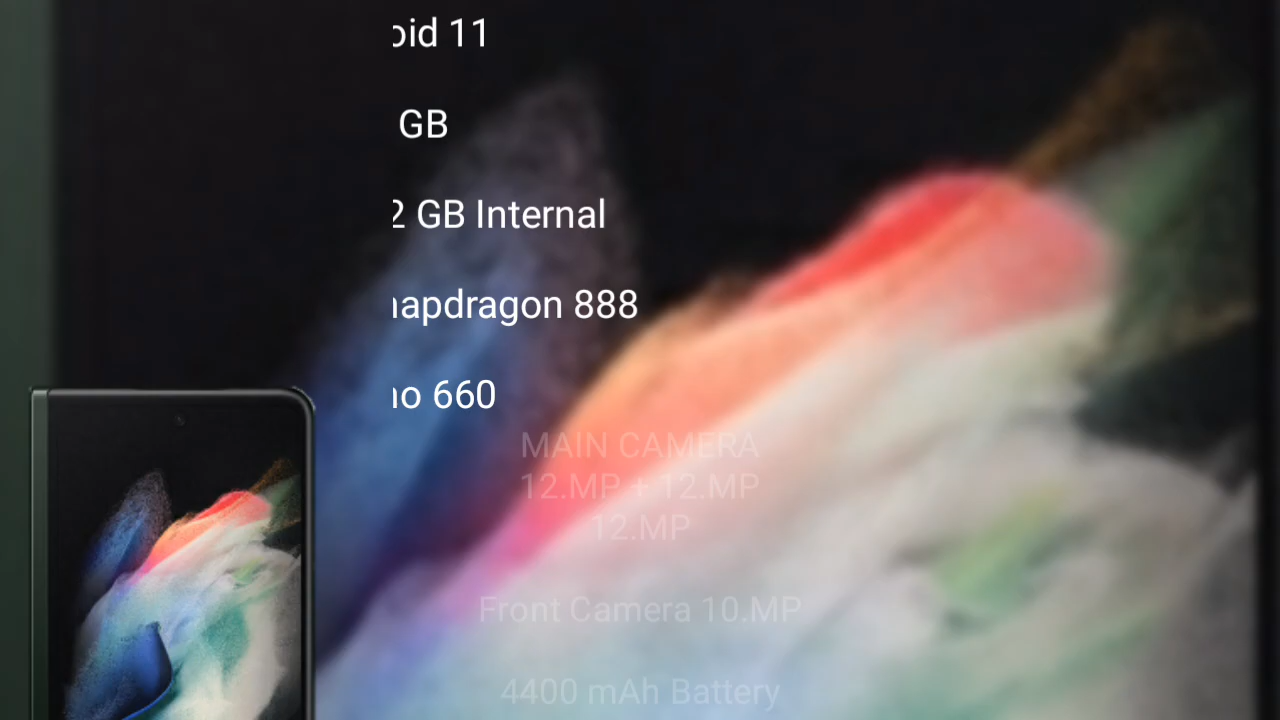 oid 11
GB
2 GB Internal
napdragon 888
no 660
MAIN CAMERA
12.MP + 12.MP
12.MP
Front Camera 10.MP
4400 mAh Battery